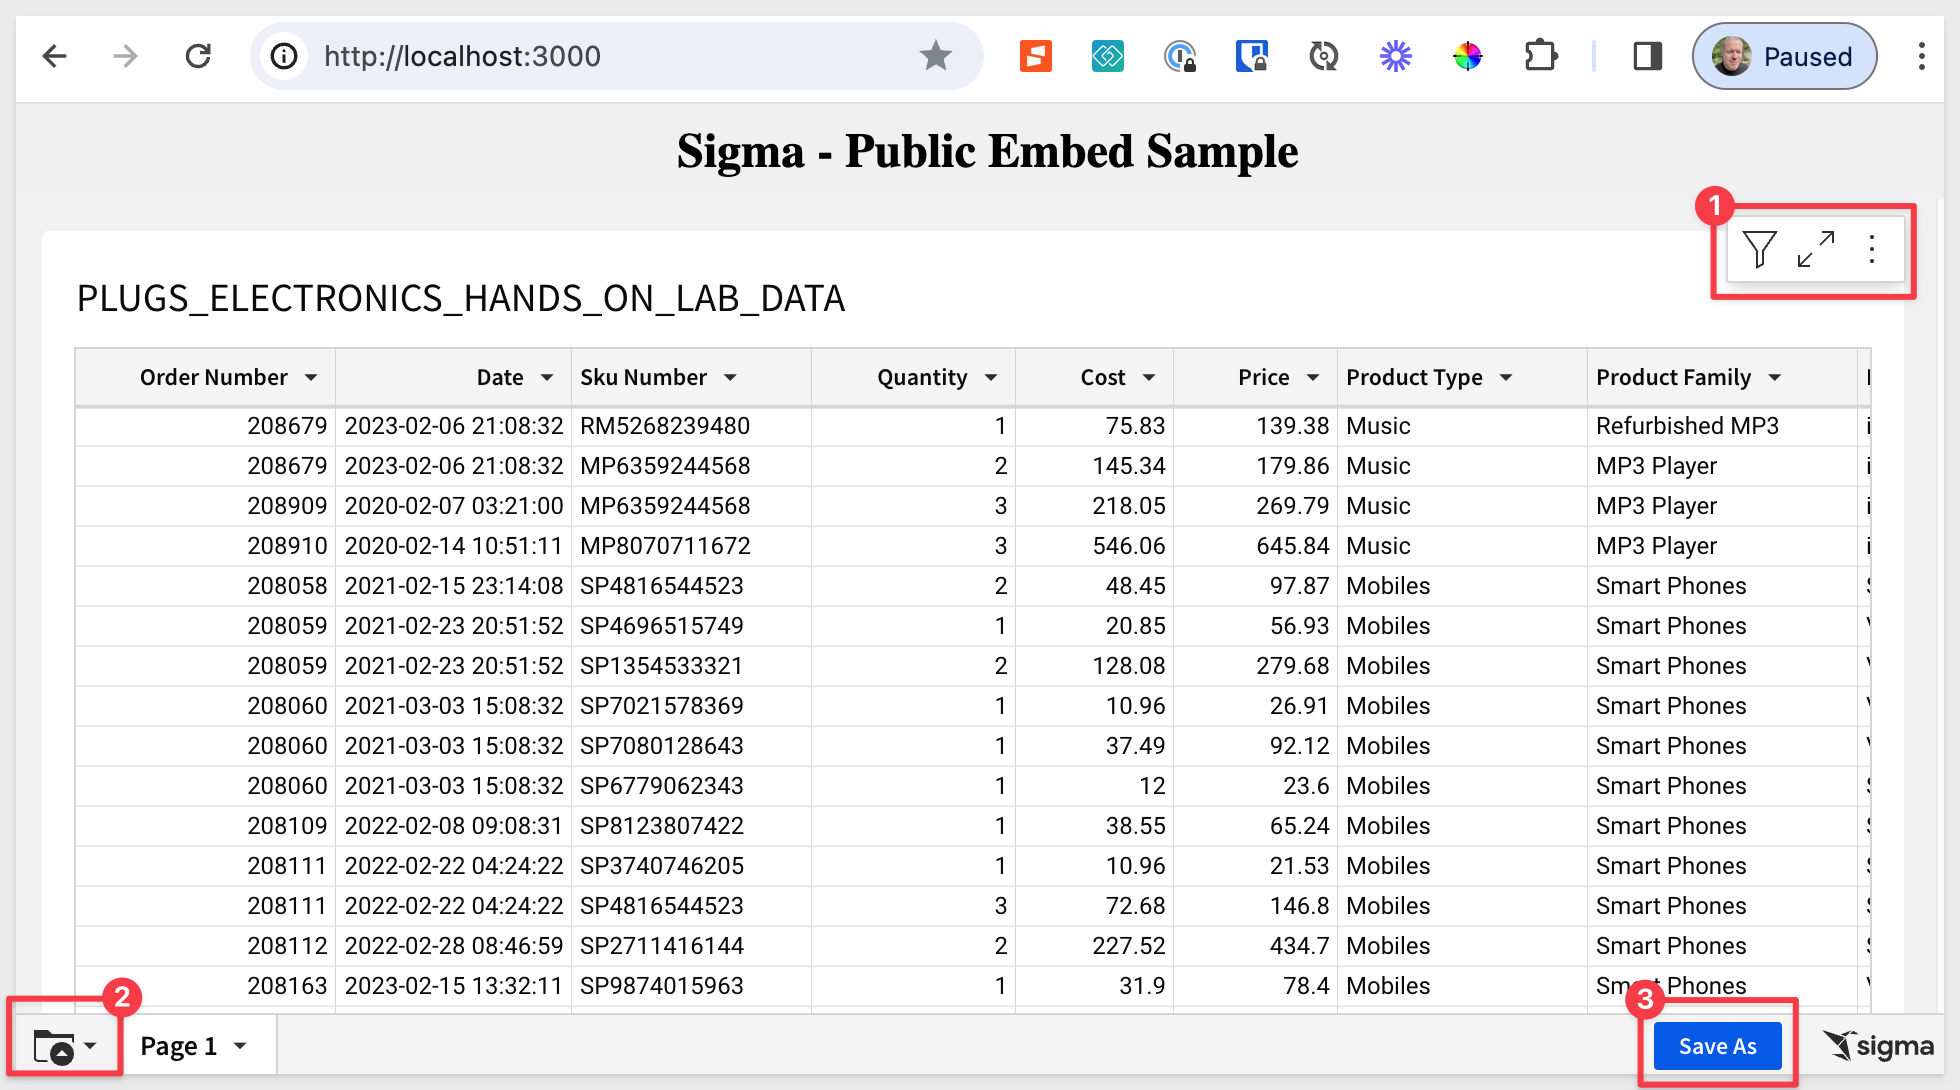 http://localhost:3000
Paused
Sigma - Public Embed Sample
1
PLUGS_ELECTRONICS_HANDS_ON_LAB_DATA
Order Number Date Sku Number Quantity Cost Price Product Type Product Family
208679 2023-02-06 21:08:32 RM5268239480 1 75.83 139.38 Music Refurbished MP3
208679 2023-02-06 21:08:32 MP6359244568 2 145.34 179.86 Music MP3 Player
208909 2020-02-07 03:21:00 MP6359244568 3 218.05 269.79 Music MP3 Player
208910 2020-02-14 10:51:11 MP8070711672 3 546.06 645.84 Music MP3 Player
208058 2021-02-15 23:14:08 SP4816544523 2 48.45 97.87 Mobiles Smart Phones
208059 2021-02-23 20:51:52 SP4696515749 1 20.85 56.93 Mobiles Smart Phones
208059 2021-02-23 20:51:52 SP1354533321 2 128.08 279.68 Mobiles Smart Phones
208060 2021-03-03 15:08:32 SP7021578369 1 10.96 26.91 Mobiles Smart Phones
208060 2021-03-03 15:08:32 SP7080128643 1 37.49 92.12 Mobiles Smart Phones
208060 2021-03-03 15:08:32 SP6779062343 1 12 23.6 Mobiles Smart Phones
208109 2022-02-08 09:08:31 SP8123807422 1 38.55 65.24 Mobiles Smart Phones
208111 2022-02-22 04:24:22 SP3740746205 1 10.96 21.53 Mobiles Smart Phones
208111 2022-02-22 04:24:22 SP4816544523 3 72.68 146.8 Mobiles Smart Phones
208112 2022-02-28 08:46:59 SP2711416144 2 227.52 434.7 Mobiles Smart Phones
208163 2023-02-15 13:32:11 SP9874015963 1 31.9 78.4 Mobiles Smart Phones
2
3
Page 1
Save As
sigma